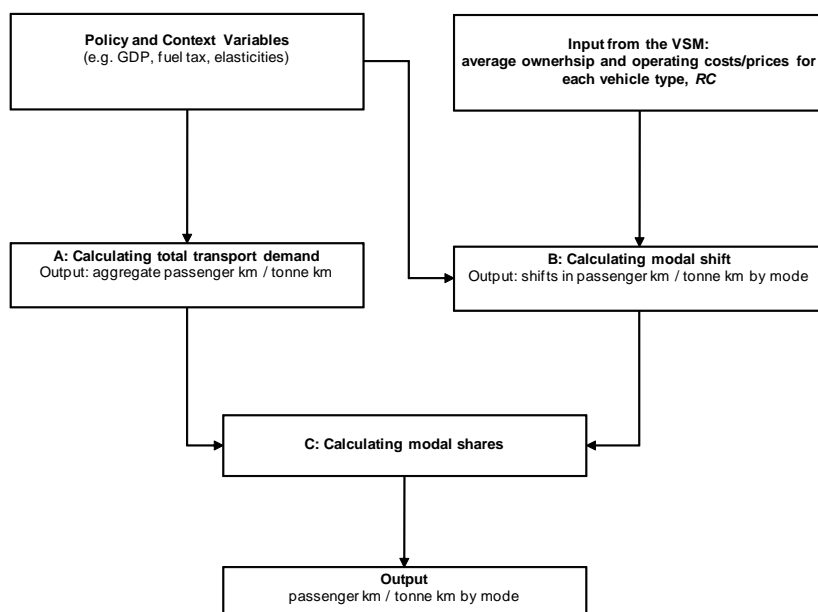 Policy and Context Variables
(e.g. GDP, fuel tax, elasticities)
Input from the VSM:
average ownerhsip and operating costs/prices for
each vehicle type, RC
A: Calculating total transport demand
Output: aggregate passenger km / tonne km
B: Calculating modal shift
Output: shifts in passenger km / tonne km by mode
C: Calculating modal shares
Output
passenger km / tonne km by mode